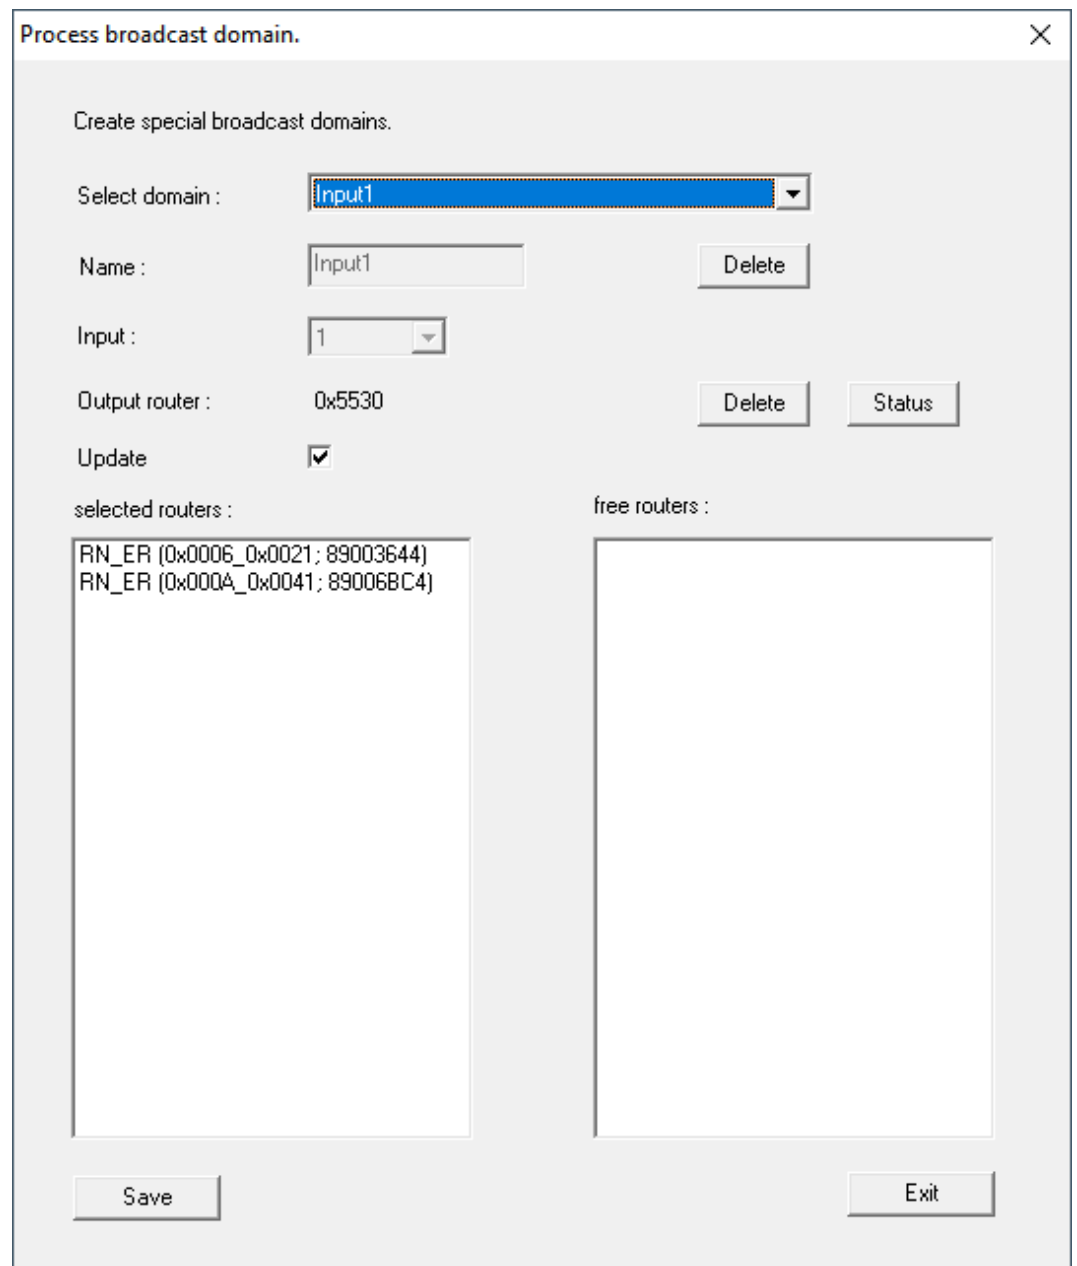 Process broadcast domain.
Create special broadcast domains.
Select domain :
Input1
Name :
Input1
Delete
Input :
1
Output router :
0x5530
Delete
Status
Update
selected routers :
free routers :
RN_ER (0x0006_0x0021; 89003644)
RN_ER (0x000A_0x0041; 89006BC4)
Save
Exit